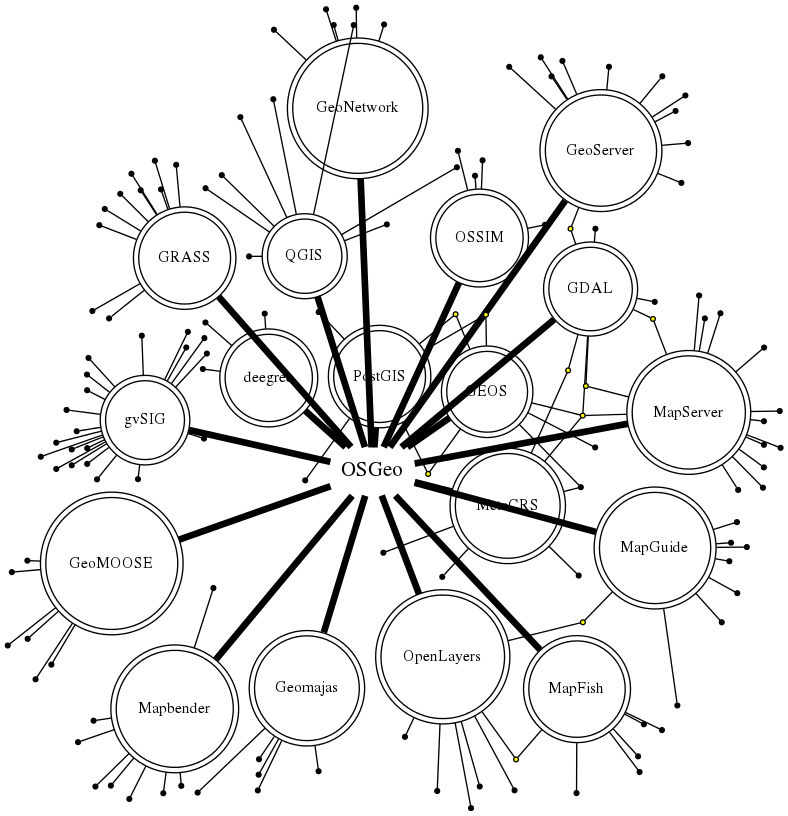 GeoNetwork
GeoServer
GRASS
QGIS
OSSIM
GDAL
deegree
PostGIS
GEOS
gvSIG
MapServer
OSGeo
MetaCRS
GeoMOOSE
MapGuide
Mapbender
Geomajas
OpenLayers
MapFish